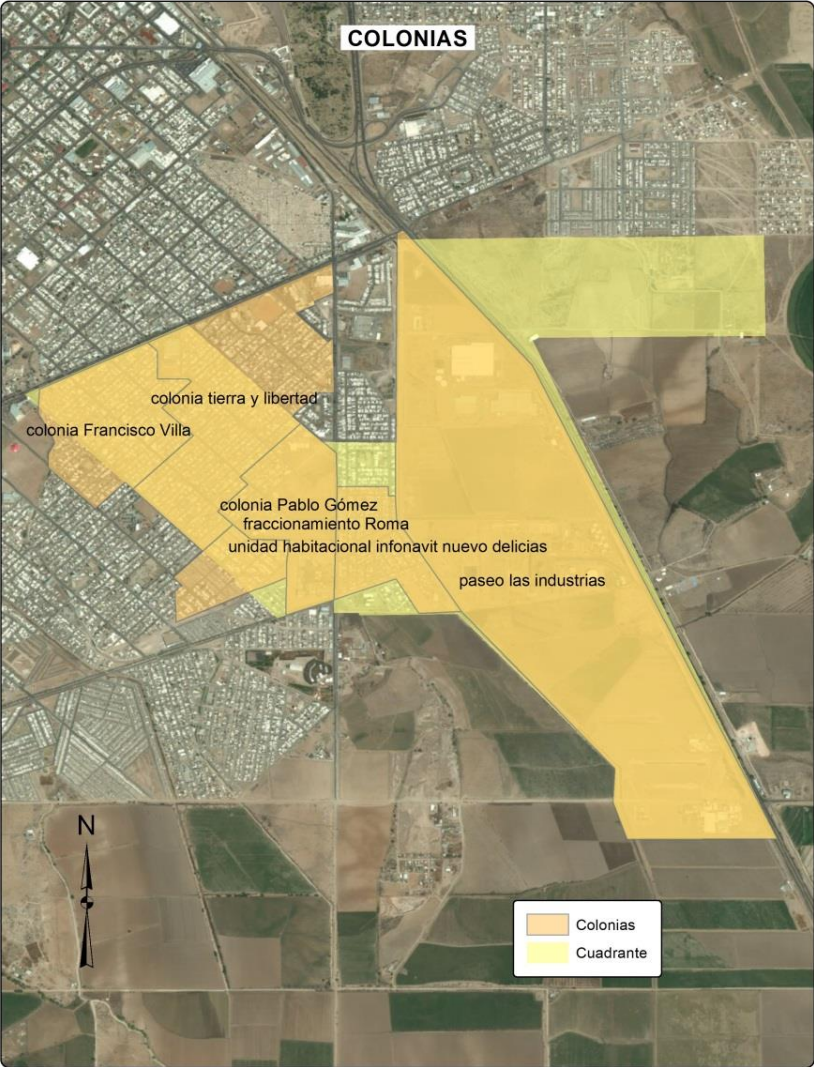 COLONIAS
colonia tierra y libertad
colonia Francisco Villa
colonia Pablo Gómez
fraccionamiento Roma
unidad habitacional infonavit nuevo delicias
paseo las industrias
N
Colonias
Cuadrante